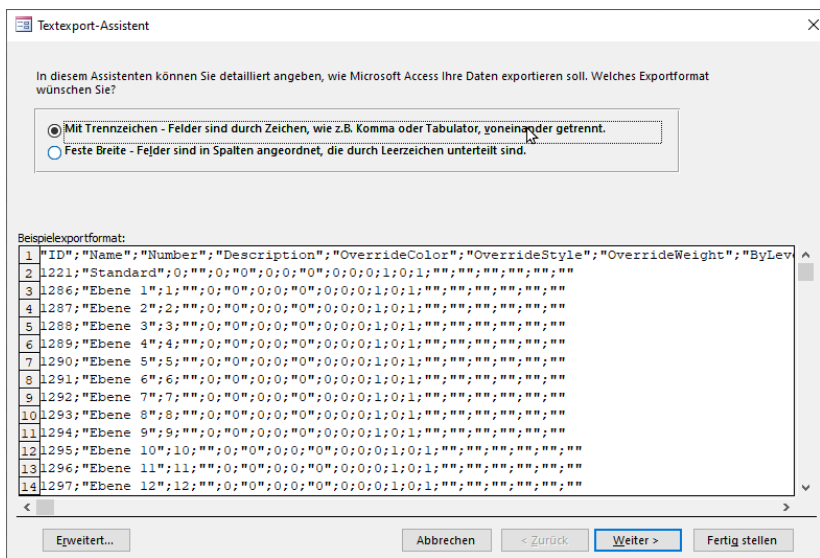 Textexport-Assistent
In diesem Assistenten können Sie detailliert angeben, wie Microsoft Access Ihre Daten exportieren soll. Welches Exportformat
wünschen Sie?
Mit Trennzeichen - Felder sind durch Zeichen, wie z.B. Komma oder Tabulator, voneinander getrennt.
Feste Breite - Felder sind in Spalten angeordnet, die durch Leerzeichen unterteilt sind.
Beispielexportformat:
1 "ID";"Name";"Number";"Description";"OverrideColor";"OverrideStyle";"OverrideWeight";"ByLeve
2 1221;"Standard";0;"";0;"0";0;0;"0";0;0;0;1;0;1;"";"";"";"";"";""
3 1286;"Ebene 1";1;"";0;"0";0;0;"0";0;0;0;1;0;1;"";"";"";"";"";""
4 1287;"Ebene 2";2;"";0;"0";0;0;"0";0;0;0;1;0;1;"";"";"";"";"";""
5 1288;"Ebene 3";3;"";0;"0";0;0;"0";0;0;0;1;0;1;"";"";"";"";"";""
6 1289;"Ebene 4";4;"";0;"0";0;0;"0";0;0;0;1;0;1;"";"";"";"";"";""
7 1290;"Ebene 5";5;"";0;"0";0;0;"0";0;0;0;1;0;1;"";"";"";"";"";""
8 1291;"Ebene 6";6;"";0;"0";0;0;"0";0;0;0;1;0;1;"";"";"";"";"";""
9 1292;"Ebene 7";7;"";0;"0";0;0;"0";0;0;0;1;0;1;"";"";"";"";"";""
10 1293;"Ebene 8";8;"";0;"0";0;0;"0";0;0;0;1;0;1;"";"";"";"";"";""
11 1294;"Ebene 9";9;"";0;"0";0;0;"0";0;0;0;1;0;1;"";"";"";"";"";""
12 1295;"Ebene 10";10;"";0;"0";0;0;"0";0;0;0;1;0;1;"";"";"";"";"";""
13 1296;"Ebene 11";11;"";0;"0";0;0;"0";0;0;0;1;0;1;"";"";"";"";"";""
14 1297;"Ebene 12";12;"";0;"0";0;0;"0";0;0;0;1;0;1;"";"";"";"";"";""
Erweitert... Abbrechen < Zurück Weiter > Fertig stellen